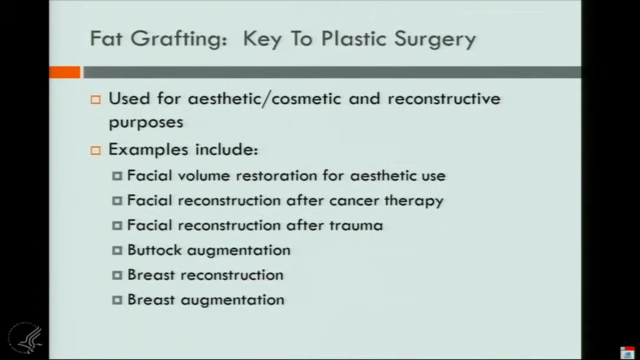 Fat Grafting: Key To Plastic Surgery
Used for aesthetic/cosmetic and reconstructive
purposes
Examples include:
Facial volume restoration for aesthetic use
Facial reconstruction after cancer therapy
Facial reconstruction after trauma
Buttock augmentation
Breast reconstruction
Breast augmentation